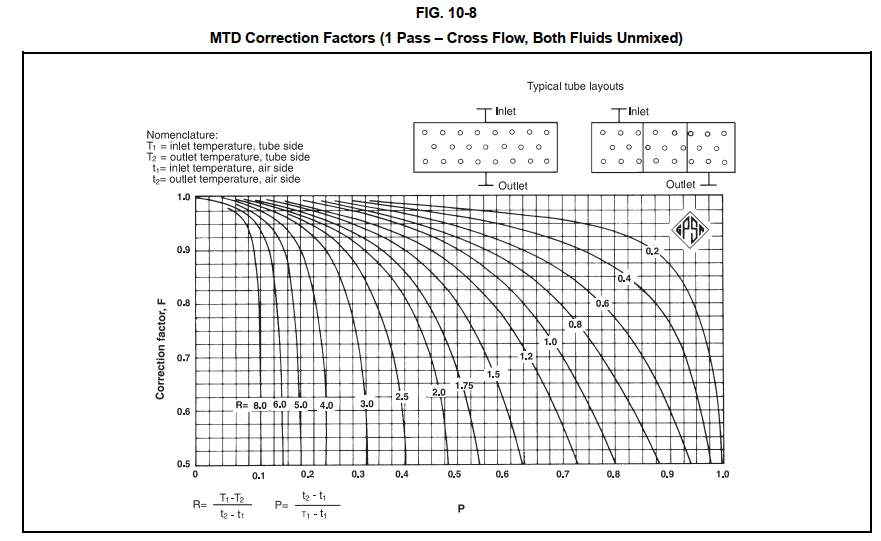 FIG. 10-8
MTD Correction Factors (1 Pass – Cross Flow, Both Fluids Unmixed)
Typical tube layouts
Inlet
Inlet
Nomenclature:
T1 = inlet temperature, tube side
T2 = outlet temperature, tube side
t1= inlet temperature, air side
t2= outlet temperature, air side
Outlet
Outlet
1.0
0.9
0.8
0.7
0.6
0.5
Correction factor, F
GPSA
0.2
0.4
0.6
0.8
1.0
1.2
1.5
1.75
2.0
2.5
R= 8.0 6.0 5.0 4.0 3.0
0 0.1 0.2 0.3 0.4 0.5 0.6 0.7 0.8 0.9 1.0
R= T1-T2
t2 - t1
P= t2 - t1
T1 - t1
P